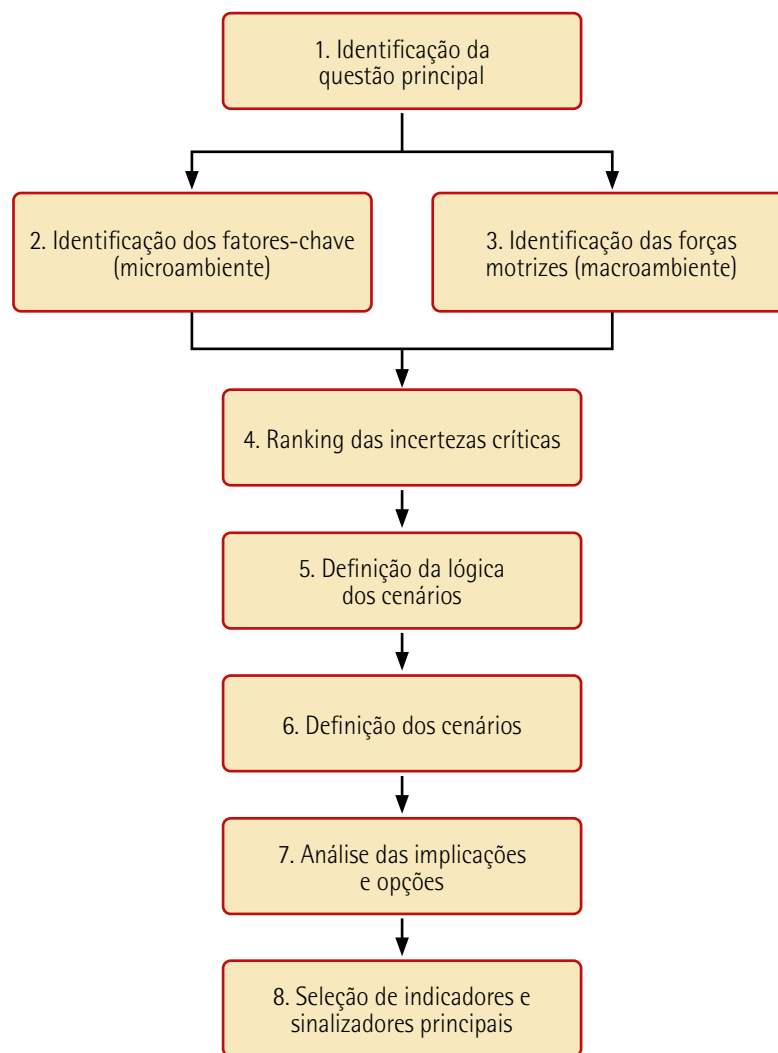 1. Identificação da
questão principal
2. Identificação dos fatores-chave
(microambiente)
3. Identificação das forças
motrizes (macroambiente)
4. Ranking das incertezas críticas
5. Definição da lógica
dos cenários
6. Definição dos cenários
7. Análise das implicações
e opções
8. Seleção de indicadores e
sinalizadores principais